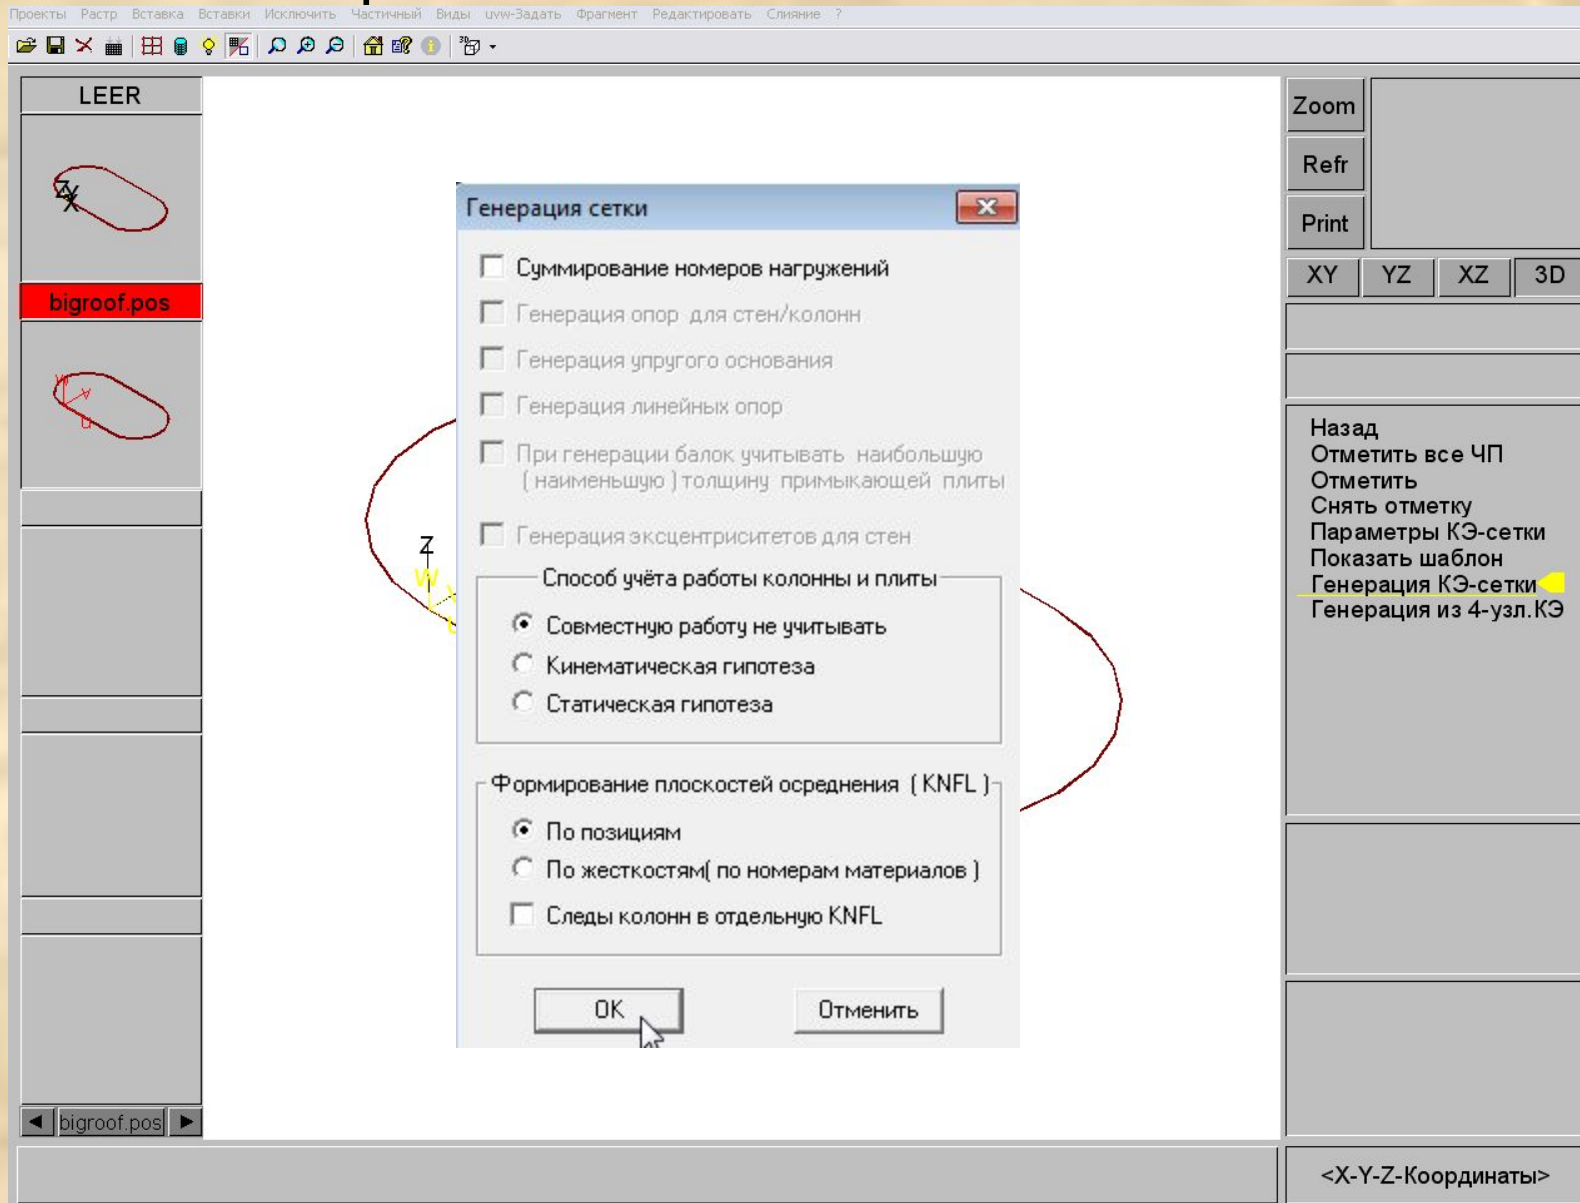 Проекты Растр Вставка Вставки Исключить Частичный Виды uvw-Задать Фрагмент Редактировать Слияние ?
3D
LEER
Z
Y
X
bigroof.pos
W
U
bigroof.pos
Z
W
Генерация сетки
Суммирование номеров нагружений
Генерация опор для стен/колонн
Генерация упругого основания
Генерация линейных опор
При генерации балок учитывать наибольшую
( наименьшую ) толщину примыкающей плиты
Генерация эксцентриситетов для стен
Способ учёта работы колонны и плиты
Совместную работу не учитывать
Кинематическая гипотеза
Статическая гипотеза
Формирование плоскостей осреднения ( KNFL )
По позициям
По жесткостям( по номерам материалов )
Следы колонн в отдельную KNFL
OK
Отменить
Zoom
Refr
Print
XY YZ XZ 3D
Назад
Отметить все ЧП
Отметить
Снять отметку
Параметры КЭ-сетки
Показать шаблон
Генерация КЭ-сетки
Генерация из 4-узл.КЭ
<X-Y-Z-Координаты>